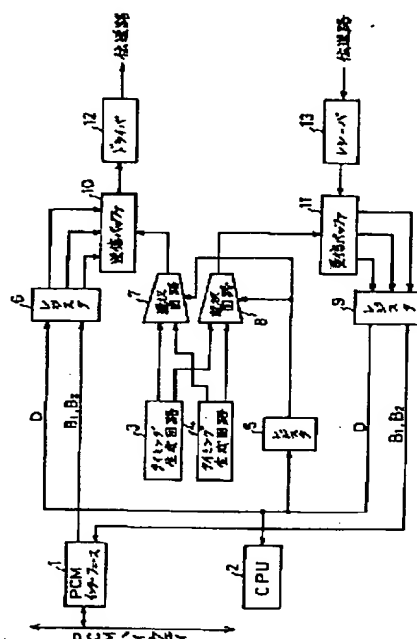 伝送路
12
ドライバ
10
送信バッファ
6
レジスタ
D
B₁, B₂
7
選択回路
3
タイミング生成回路
4
タイミング生成回路
8
選択回路
5
レジスタ
1
PCM
インターフェース
2
CPU
伝送路
13
レシーバ
11
受信バッファ
9
レジスタ
D
B₁, B₂